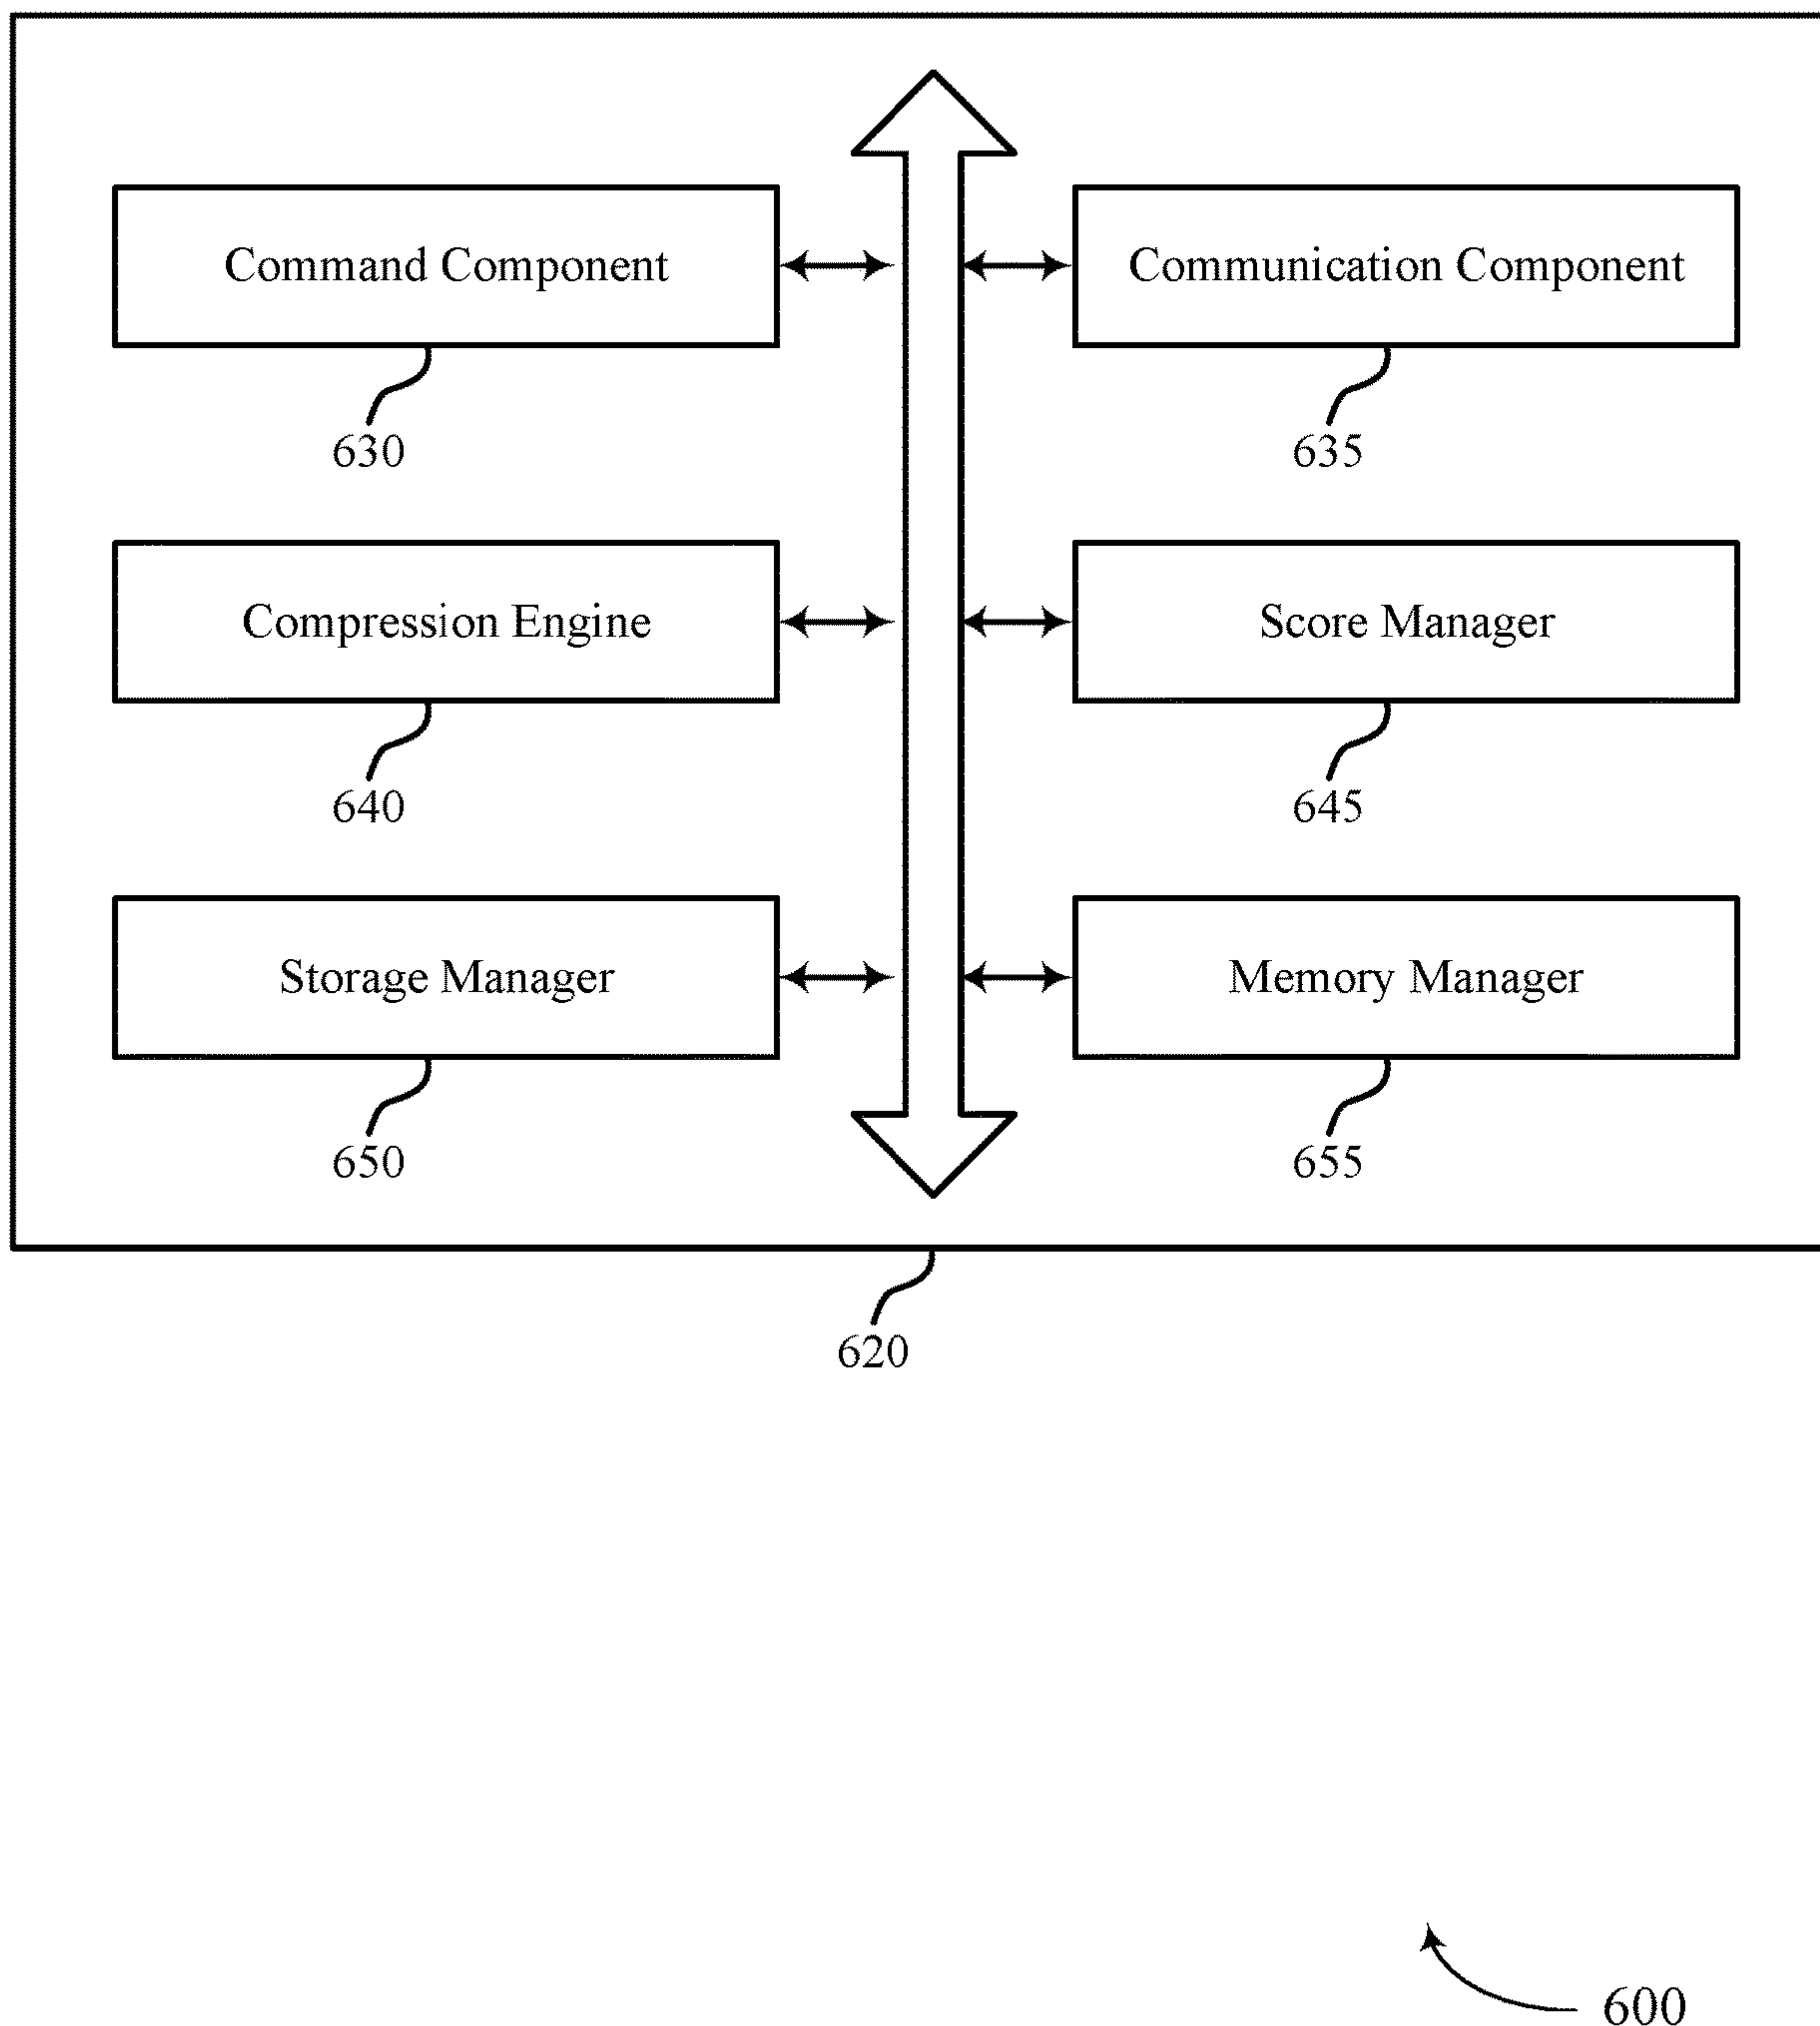 Command Component
Communication Component
630
635
Compression Engine
Score Manager
640
645
Storage Manager
Memory Manager
650
655
620
600